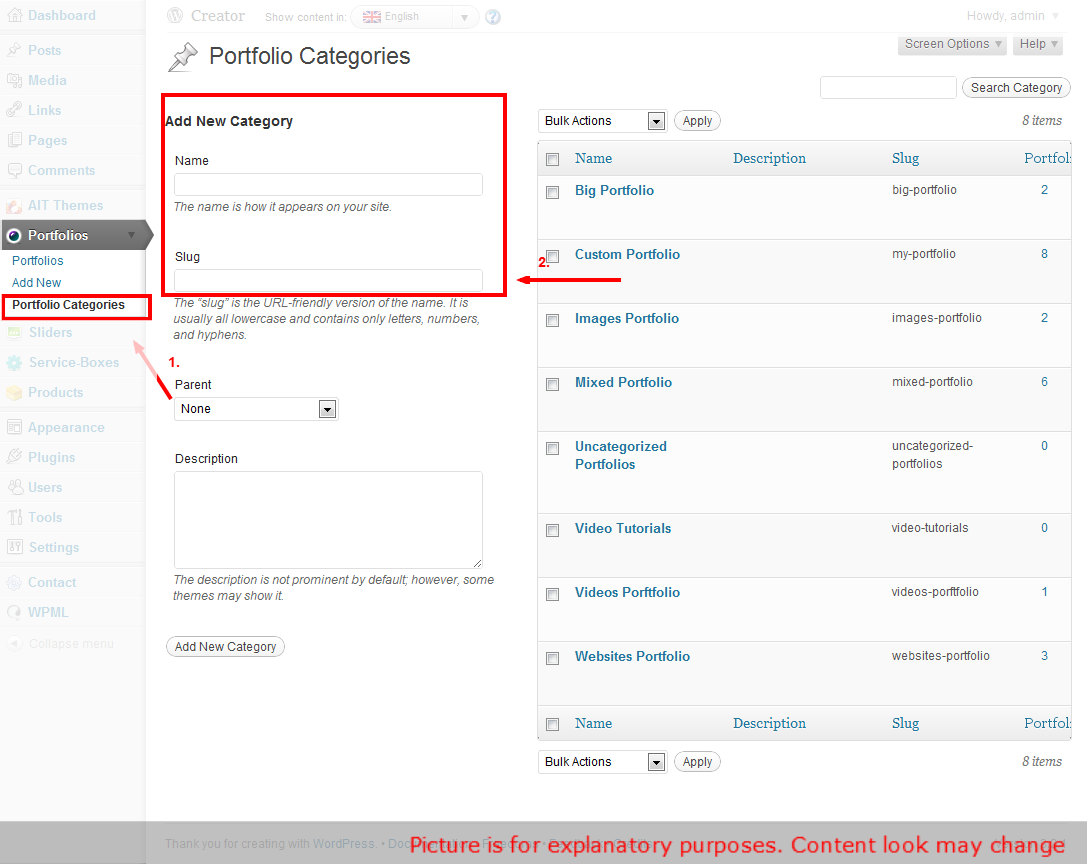 Dashboard
Posts
Media
Links
Pages
Comments
AIT Themes
Portfolios
Portfolios
Add New
Portfolio Categories
Sliders
Service-Boxes
Products
Appearance
Plugins
Users
Tools
Settings
Contact
WPML
Collapse menu
Creator
Show content in:
English
?
Howdy, admin
Screen Options
Help
Portfolio Categories
Search Category
Add New Category
Name
The name is how it appears on your site.
Slug
The “slug” is the URL-friendly version of the name. It is
usually all lowercase and contains only letters, numbers,
and hyphens.
1.
2.
Parent
None
Description
The description is not prominent by default; however, some
themes may show it.
Add New Category
Bulk Actions
Apply
8 items
Name Description Slug Portfol
Big Portfolio big-portfolio 2
Custom Portfolio my-portfolio 8
Images Portfolio images-portfolio 2
Mixed Portfolio mixed-portfolio 6
Uncategorized uncategorized- 0
Portfolios portfolios
Video Tutorials video-tutorials 0
Videos Porftfolio videos-porftfolio 1
Websites Portfolio websites-portfolio 3
Name Description Slug Portfol
Bulk Actions
Apply
8 items
Thank you for creating with WordPress. •
Picture is for explanatory purposes. Content look may change